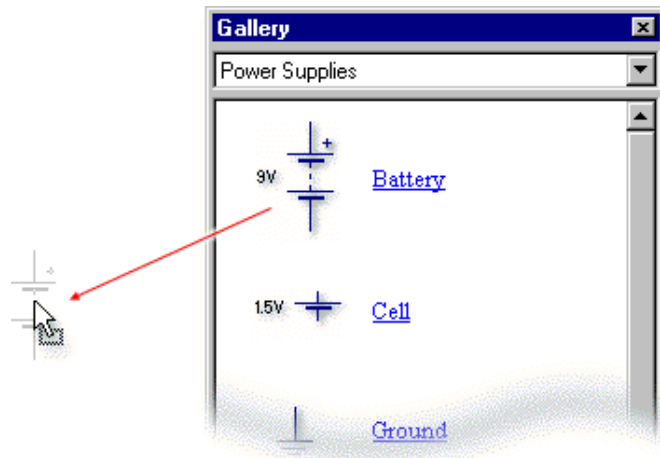 Gallery
Power Supplies
+
9V Battery
+
1.5V Cell
Ground